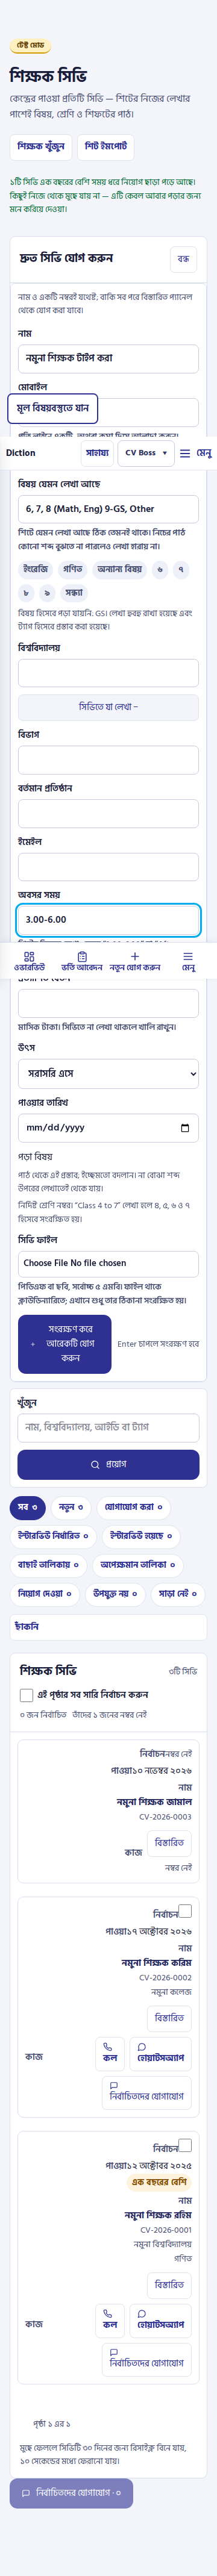 টেস্ট মোড
শিক্ষক সিভি
কেন্দ্রের পাওয়া প্রতিটি সিভি — শিটের নিজের লেখার
পাশেই বিষয়, শ্রেণি ও শিফটের পাঠ।
শিক্ষক খুঁজুন
শিট ইমপোর্ট
১টি সিভি এক বছরের বেশি সময় ধরে নিয়োগ ছাড়া পড়ে আছে।
কিছুই নিজে থেকে মুছে যায় না — এটি কেবল আবার পড়ার জন্য
মনে করিয়ে দেওয়া।
দ্রুত সিভি যোগ করুন
বন্ধ
নাম ও একটি নম্বরই যথেষ্ট; বাকি সব পরে বিস্তারিত প্যানেল
থেকে যোগ করা যাবে।
নাম
নমুনা শিক্ষক টাইপ করা
মোবাইল
মূল বিষয়বস্তুতে যান
Diction
সাহায্য
CV Boss
মেনু
বিষয় যেমন লেখা আছে
6, 7, 8 (Math, Eng) 9-GS, Other
শিটে যেমন লেখা আছে ঠিক তেমনই থাকে। নিচের পাঠ
কোনো শব্দ বুঝতে না পারলেও লেখা হারায় না।
ইংরেজি
গণিত
অন্যান্য বিষয়
৬
৭
৮
৯
সন্ধ্যা
বিষয় হিসেবে পড়া যায়নি: GS। লেখা হুবহু রাখা হয়েছে এবং
ট্যাগ হিসেবে প্রস্তাব করা হয়েছে।
বিশ্ববিদ্যালয়
সিভিতে যা লেখা –
বিভাগ
বর্তমান প্রতিষ্ঠান
ইমেইল
অবসর সময়
3.00-6.00
ওভারভিউ
ভর্তি আবেদন
নতুন যোগ করুন
মেনু
মাসিক টাকা। সিভিতে না লেখা থাকলে খালি রাখুন।
উৎস
সরাসরি এসে
পাওয়ার তারিখ
mm/dd/yyyy
পড়া বিষয়
পাঠ থেকে এই প্রস্তাব; ইচ্ছেমতো বদলান। না বোঝা শব্দ
উপরের লেখাতেই থেকে যায়।
নির্দিষ্ট শ্রেণি নম্বর। "Class 4 to 7" লেখা হলে ৪, ৫, ৬ ও ৭
হিসেবে সংরক্ষিত হয়।
সিভি ফাইল
Choose File No file chosen
পিডিএফ বা ছবি, সর্বোচ্চ ৫ এমবি। ফাইল থাকে
ক্লাউডিনারিতে; এখানে শুধু তার ঠিকানা সংরক্ষিত হয়।
সংরক্ষণ করে
আরেকটি যোগ
করুন
Enter চাপলে সংরক্ষণ হবে
খুঁজুন
নাম, বিশ্ববিদ্যালয়, আইডি বা ট্যাগ
প্রয়োগ
সব ৩
নতুন ৩
যোগাযোগ করা ০
ইন্টারভিউ নির্ধারিত ০
ইন্টারভিউ হয়েছে ০
বাছাই তালিকায় ০
অপেক্ষমান তালিকা ০
নিয়োগ দেওয়া ০
উপযুক্ত নয় ০
সাড়া নেই ০
ছাঁকনি
শিক্ষক সিভি
৩টি সিভি
এই পৃষ্ঠার সব সারি নির্বাচন করুন
০ জন নির্বাচিত
তাঁদের ১ জনের নম্বর নেই
নির্বাচন নম্বর নেই
পাওয়া ১০ নভেম্বর ২০২৬
নাম
নমুনা শিক্ষক জামাল
CV-2026-0003
কাজ
বিস্তারিত
নম্বর নেই
নির্বাচন
পাওয়া ১৭ অক্টোবর ২০২৬
নাম
নমুনা শিক্ষক করিম
CV-2026-0002
নমুনা কলেজ
বিস্তারিত
কাজ
কল
হোয়াটসঅ্যাপ
নির্বাচিতদের যোগাযোগ
নির্বাচন
পাওয়া ১২ অক্টোবর ২০২৫
এক বছরের বেশি
নাম
নমুনা শিক্ষক রহিম
CV-2026-0001
নমুনা বিশ্ববিদ্যালয়
গণিত
বিস্তারিত
কাজ
কল
হোয়াটসঅ্যাপ
নির্বাচিতদের যোগাযোগ
পৃষ্ঠা ১ এর ১
মুছে ফেললে সিভিটি ৩০ দিনের জন্য রিসাইক্ল বিনে যায়,
১০ সেকেন্ডের মধ্যে ফেরানো যায়।
নির্বাচিতদের যোগাযোগ · ০